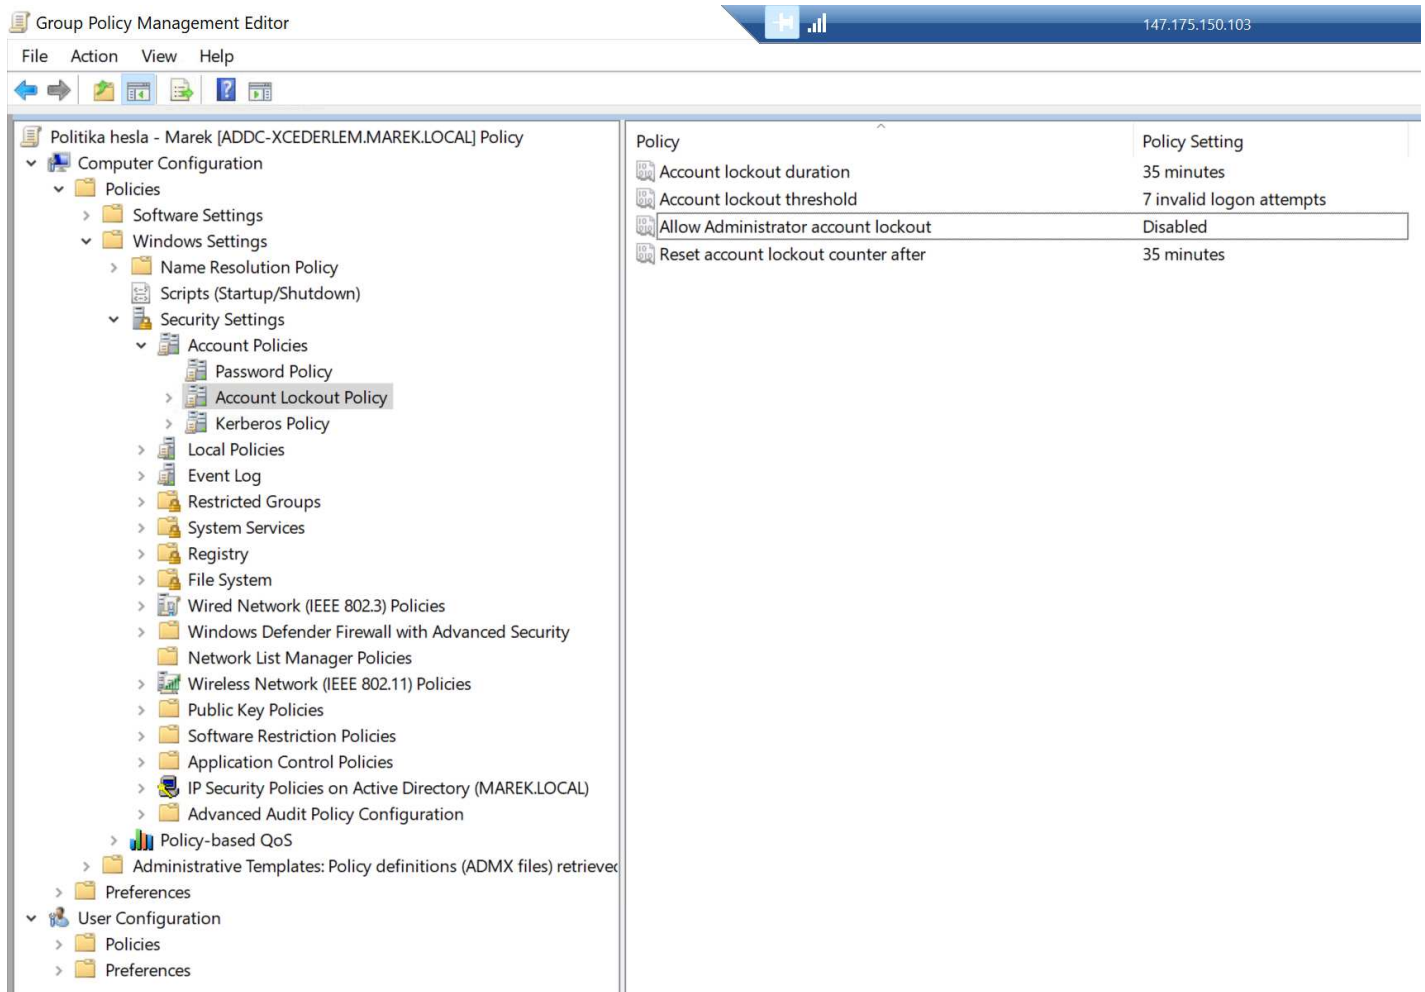 Group Policy Management Editor
147.175.150.103
File Action View Help
Politika hesla - Marek [ADDC-XCEDERLEM.MAREK.LOCAL] Policy
Computer Configuration
Policies
Software Settings
Windows Settings
Name Resolution Policy
Scripts (Startup/Shutdown)
Security Settings
Account Policies
Password Policy
Account Lockout Policy
Kerberos Policy
Local Policies
Event Log
Restricted Groups
System Services
Registry
File System
Wired Network (IEEE 802.3) Policies
Windows Defender Firewall with Advanced Security
Network List Manager Policies
Wireless Network (IEEE 802.11) Policies
Public Key Policies
Software Restriction Policies
Application Control Policies
IP Security Policies on Active Directory (MAREK.LOCAL)
Advanced Audit Policy Configuration
Policy-based QoS
Administrative Templates: Policy definitions (ADMX files) retrieved
Preferences
User Configuration
Policies
Preferences
Policy Policy Setting
Account lockout duration 35 minutes
Account lockout threshold 7 invalid logon attempts
Allow Administrator account lockout Disabled
Reset account lockout counter after 35 minutes